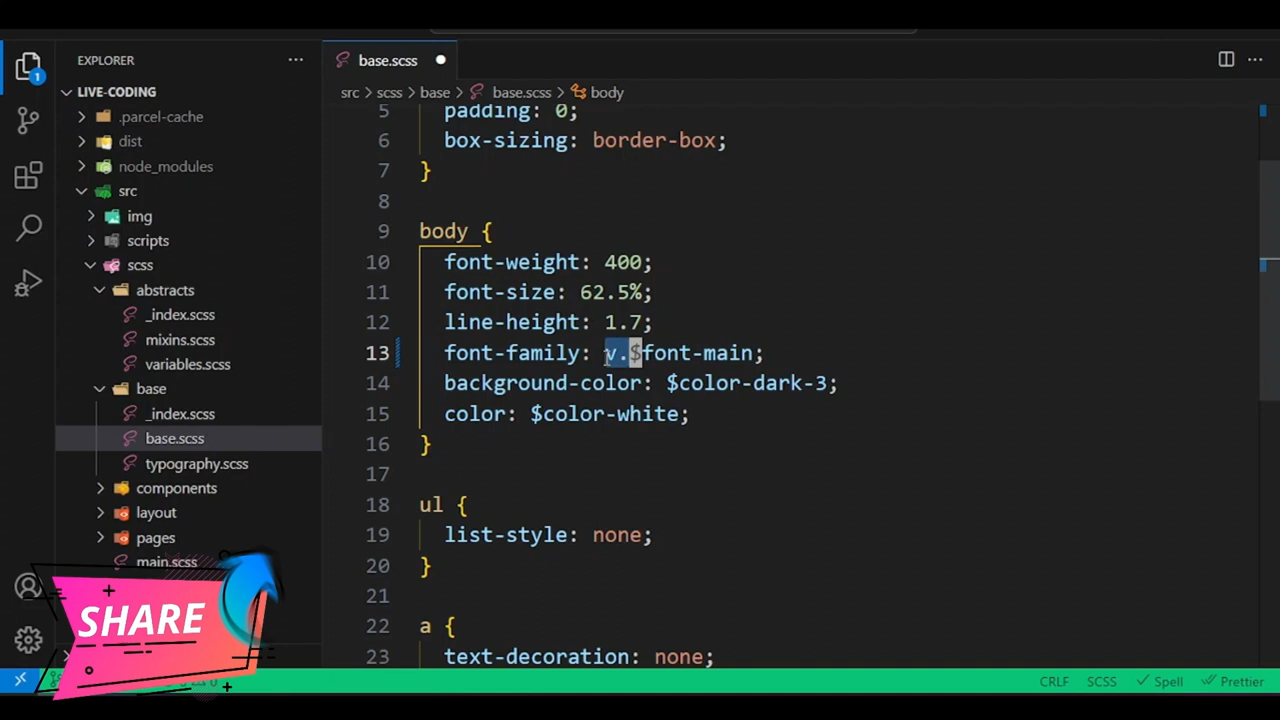 EXPLORER
LIVE-CODING
.parcel-cache
dist
node_modules
src
img
scripts
scss
abstracts
_index.scss
mixins.scss
variables.scss
base
_index.scss
base.scss
typography.scss
components
layout
pages
main.scss
1
SHARE
base.scss
src > scss > base > base.scss > body
5 padding: 0;
6 box-sizing: border-box;
7 }
8
9 body {
10 font-weight: 400;
11 font-size: 62.5%;
12 line-height: 1.7;
13 font-family: v.$font-main;
14 background-color: $color-dark-3;
15 color: $color-white;
16 }
17
18 ul {
19 list-style: none;
20 }
21
22 a {
23 text-decoration: none;
CRLF SCSS Spell Prettier